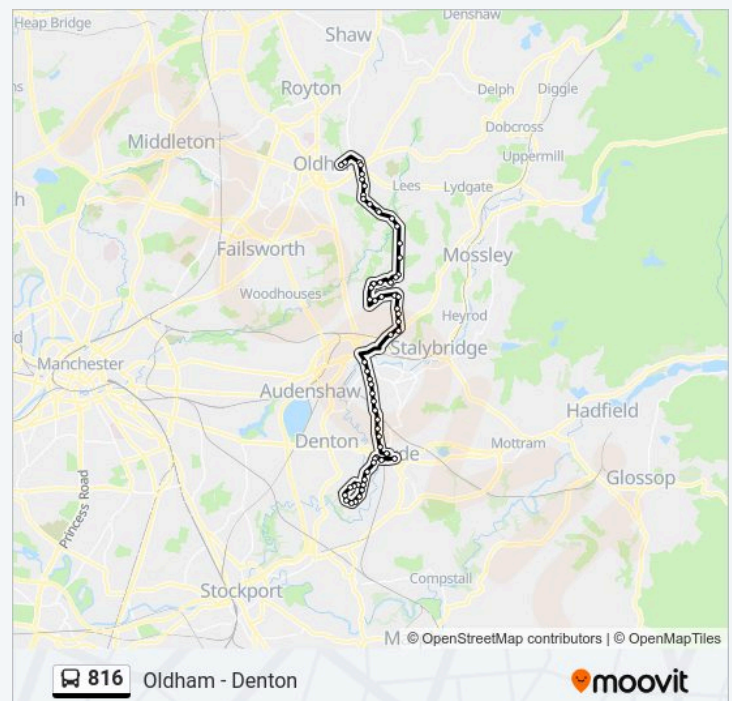 Heap Bridge
Denshaw
Shaw
Royton
Delph
Diggle
Middleton
Dobcross
Uppermill
Oldh
Lees
Lydgate
Failsworth
Mossley
Woodhouses
Heyrod
Stalybridge
Manchester
Audenshaw
Hadfield
Denton
de
Mottram
Glossop
Princess Road
Compstall
Stockport
M
© OpenStreetMap contributors | © OpenMapTiles
816 Oldham - Denton
moovit